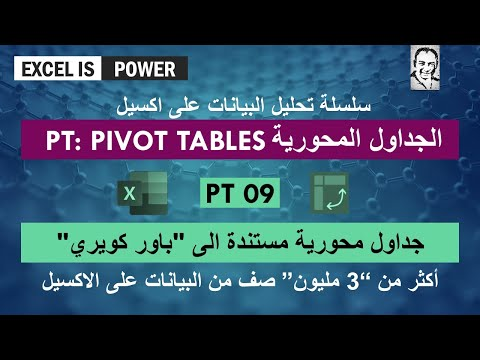 EXCEL IS POWER
سلسلة تحليل البيانات على اكسيل
الجداول المحورية PT: PIVOT TABLES
PT 09
جداول محورية مستندة الى "باور كويري"
أكثر من “3 مليون” صف من البيانات على الاكسيل